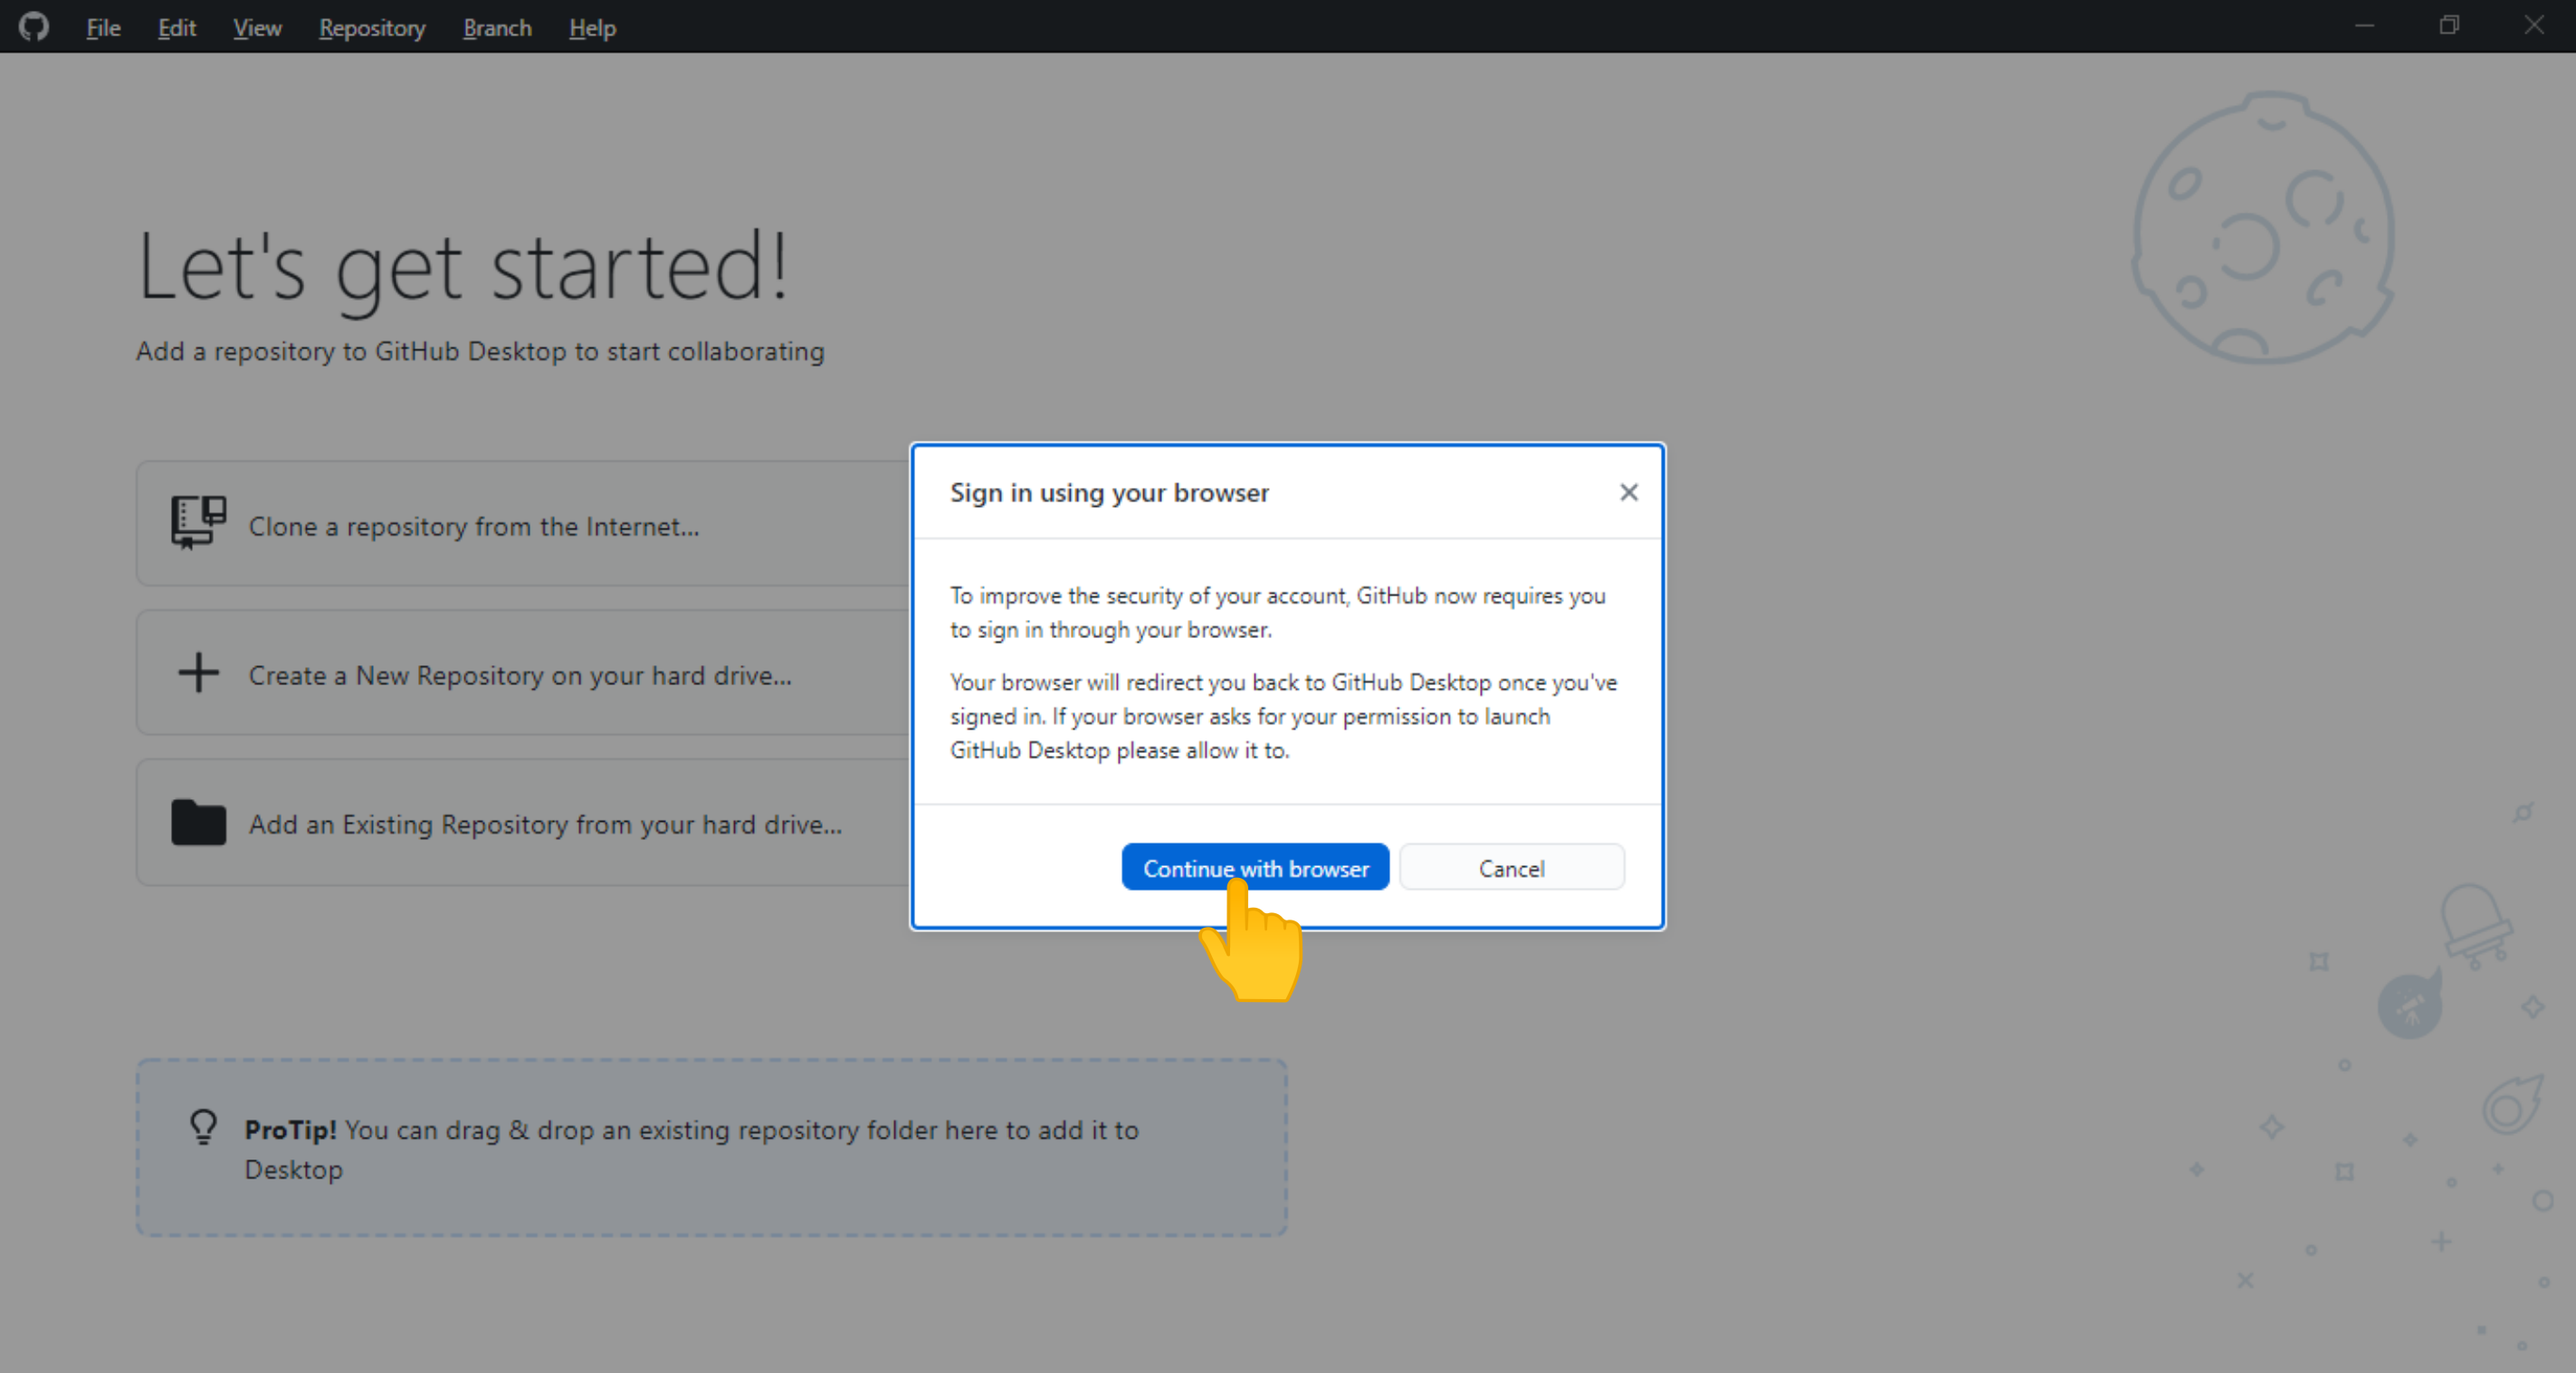 File Edit View Repository Branch Help
Let's get started!
Add a repository to GitHub Desktop to start collaborating
Clone a repository from the Internet...
Create a New Repository on your hard drive...
Add an Existing Repository from your hard drive...
Sign in using your browser
To improve the security of your account, GitHub now requires you
to sign in through your browser.
Your browser will redirect you back to GitHub Desktop once you've
signed in. If your browser asks for your permission to launch
GitHub Desktop please allow it to.
Continue with browser
Cancel
ProTip! You can drag & drop an existing repository folder here to add it to
Desktop